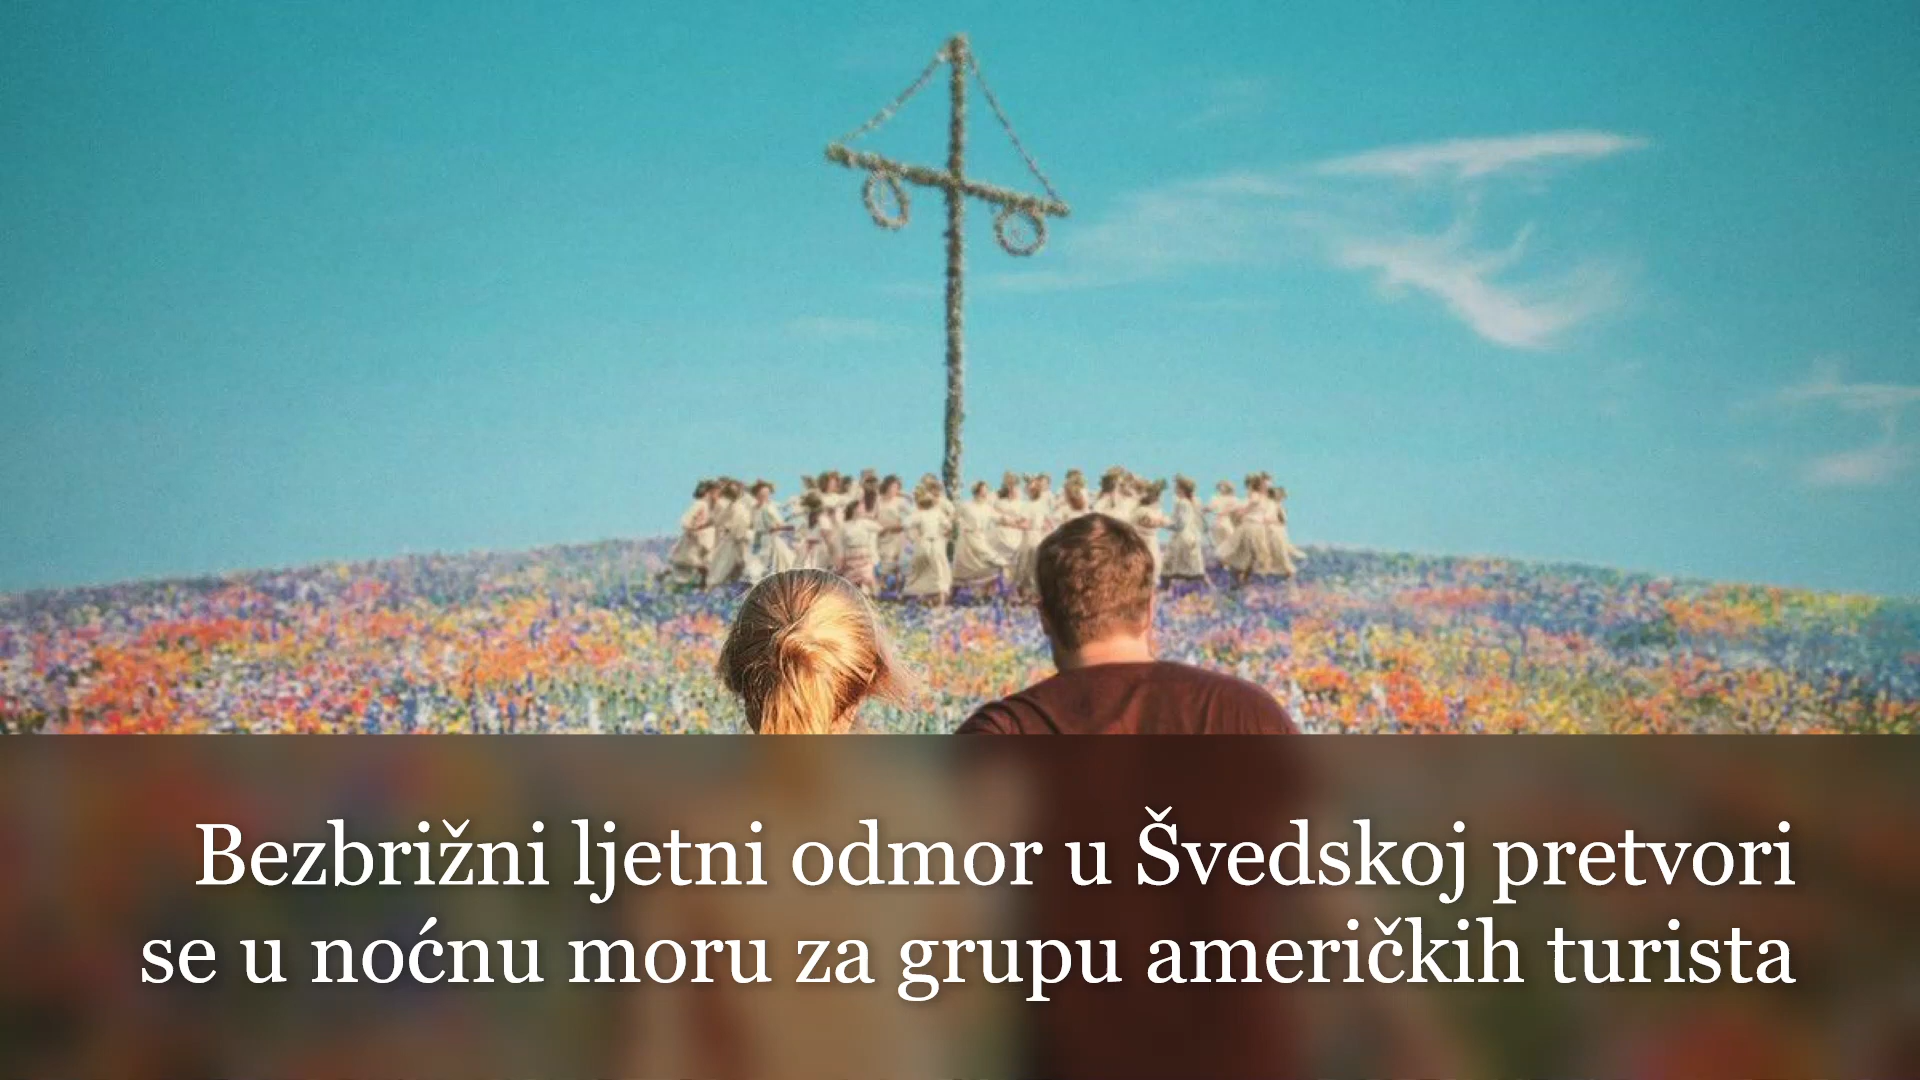 Bezbrižni ljetni odmor u Švedskoj pretvori
se u noćnu moru za grupu američkih turista